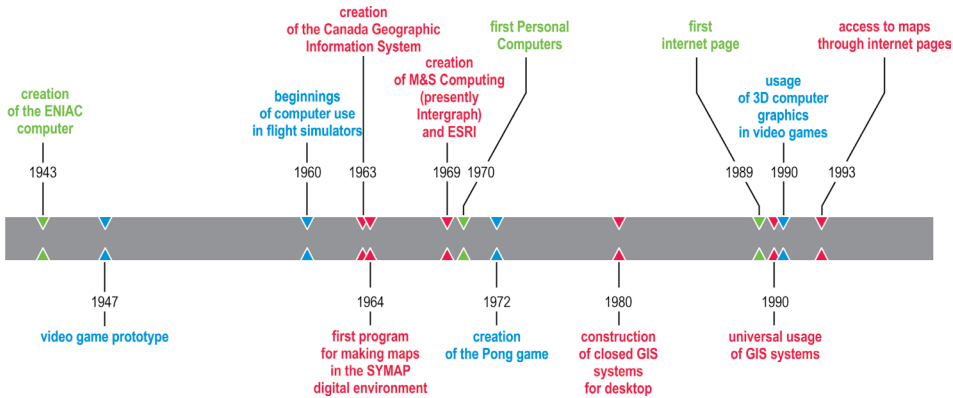 creation
of the ENIAC
computer
1943
beginnings
of computer use
in flight simulators
1960
creation
of the Canada Geographic
Information System
1963
creation
of M&S Computing
(presently
Intergraph)
and ESRI
1969
first Personal
Computers
1970
first
internet page
1989
usage
of 3D computer
graphics
in video games
1990
access to maps
through internet pages
1993
1947
video game prototype
1964
first program
for making maps
in the SYMAP
digital environment
1972
creation
of the Pong game
1980
construction
of closed GIS
systems
for desktop
1990
universal usage
of GIS systems